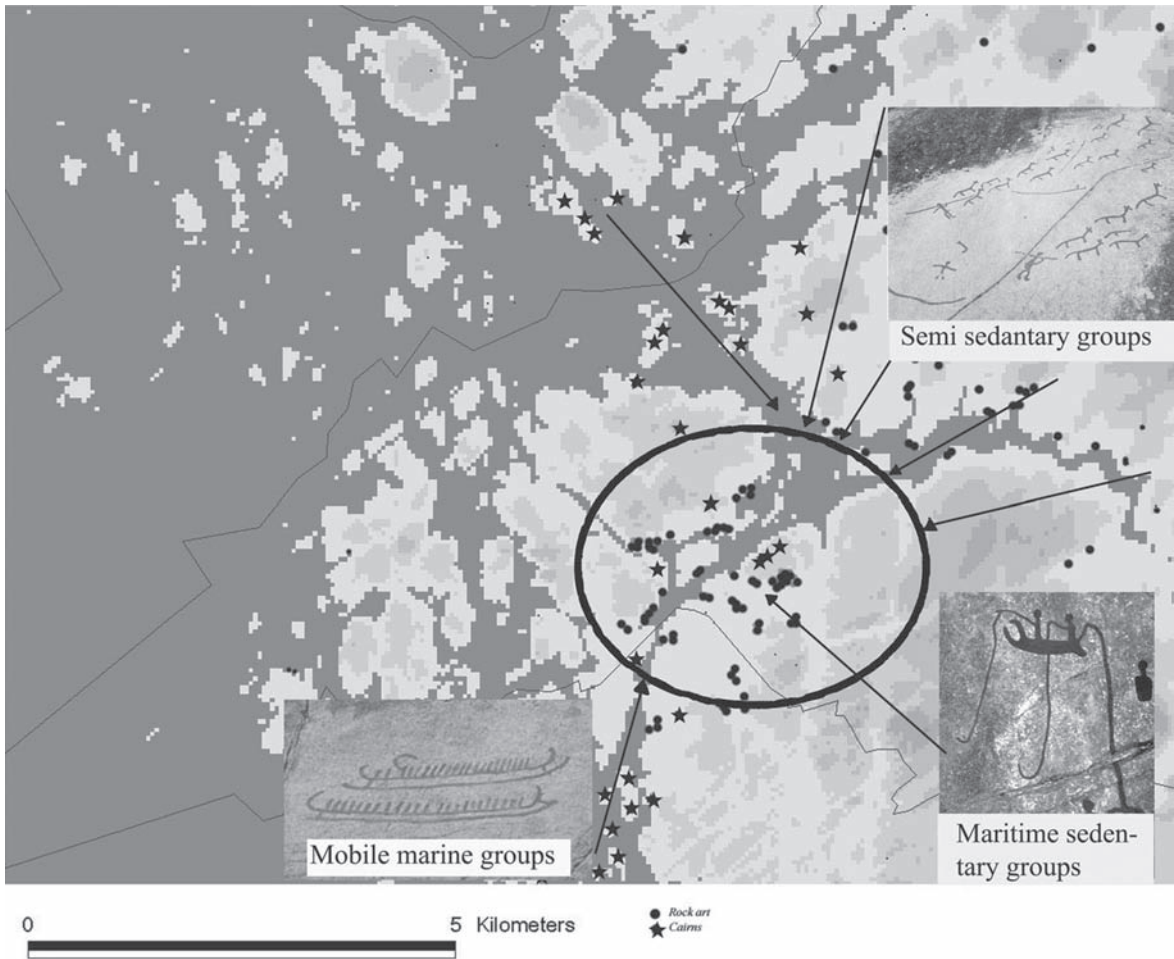 Semi sedantary groups
Mobile marine groups
Maritime seden-
tary groups
0 5 Kilometers
Rock art
Cairns